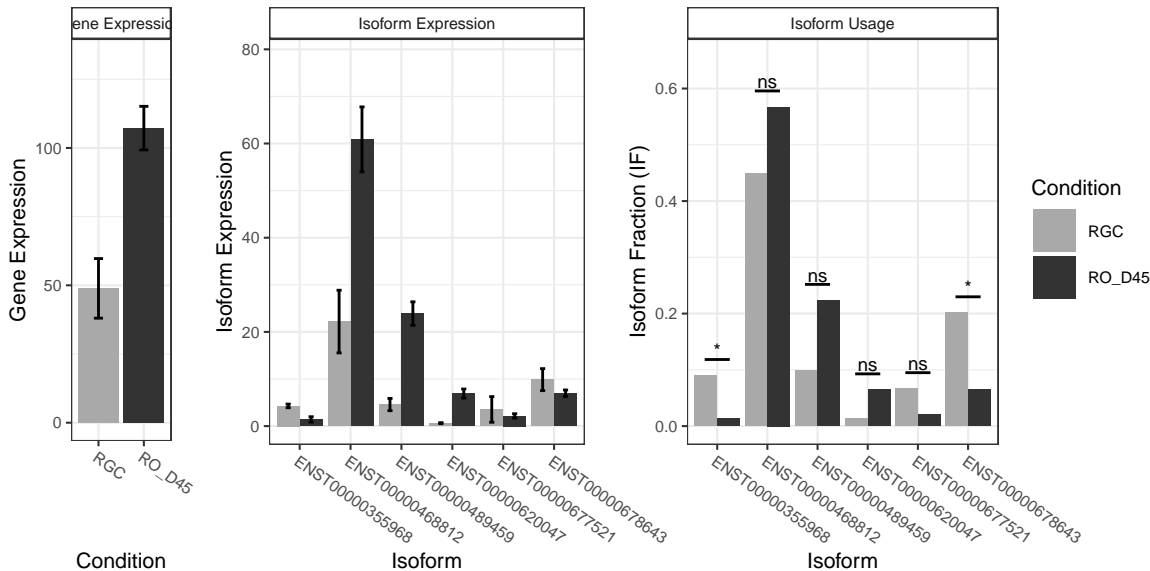 ene Expressio
Isoform Expression
Isoform Usage
Gene Expression
0
50
100
RGC
RO_D45
Condition
Isoform Expression
0
20
40
60
80
ENST00000355968
ENST00000468812
ENST00000489459
ENST00000620047
ENST00000677521
ENST00000678643
Isoform
Isoform Fraction (IF)
0.0
0.2
0.4
0.6
*
ns
ns
ns
ns
*
ENST00000355968
ENST00000468812
ENST00000489459
ENST00000620047
ENST00000677521
ENST00000678643
Isoform
Condition
RGC
RO_D45